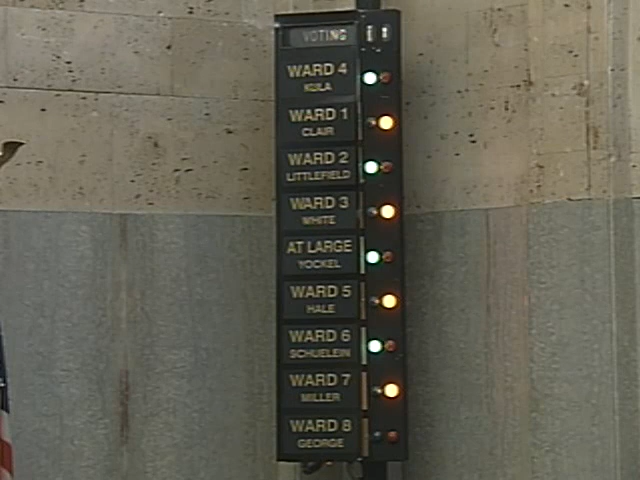 VOTING
WARD 4
KULA
WARD 1
CLAIR
WARD 2
LITTLEFIELD
WARD 3
WHITE
AT LARGE
YOCKEL
WARD 5
HALE
WARD 6
SCHUELEIN
WARD 7
MILLER
WARD 8
GEORGE